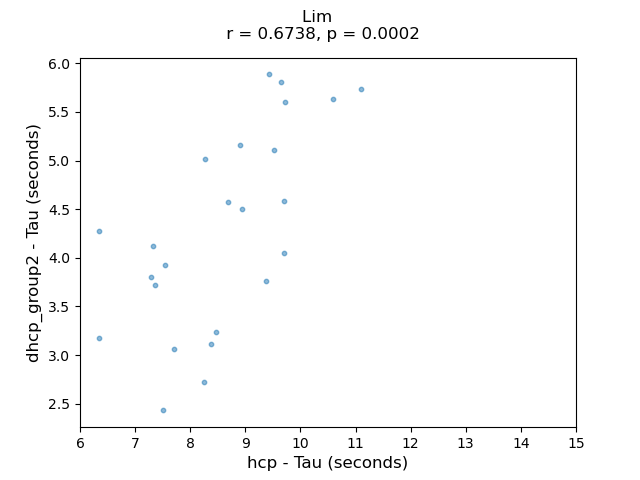 Lim
r = 0.6738, p = 0.0002
6.0
5.5
5.0
4.5
4.0
3.5
3.0
2.5
dhcp_group2 - Tau (seconds)
6 7 8 9 10 11 12 13 14 15
hcp - Tau (seconds)